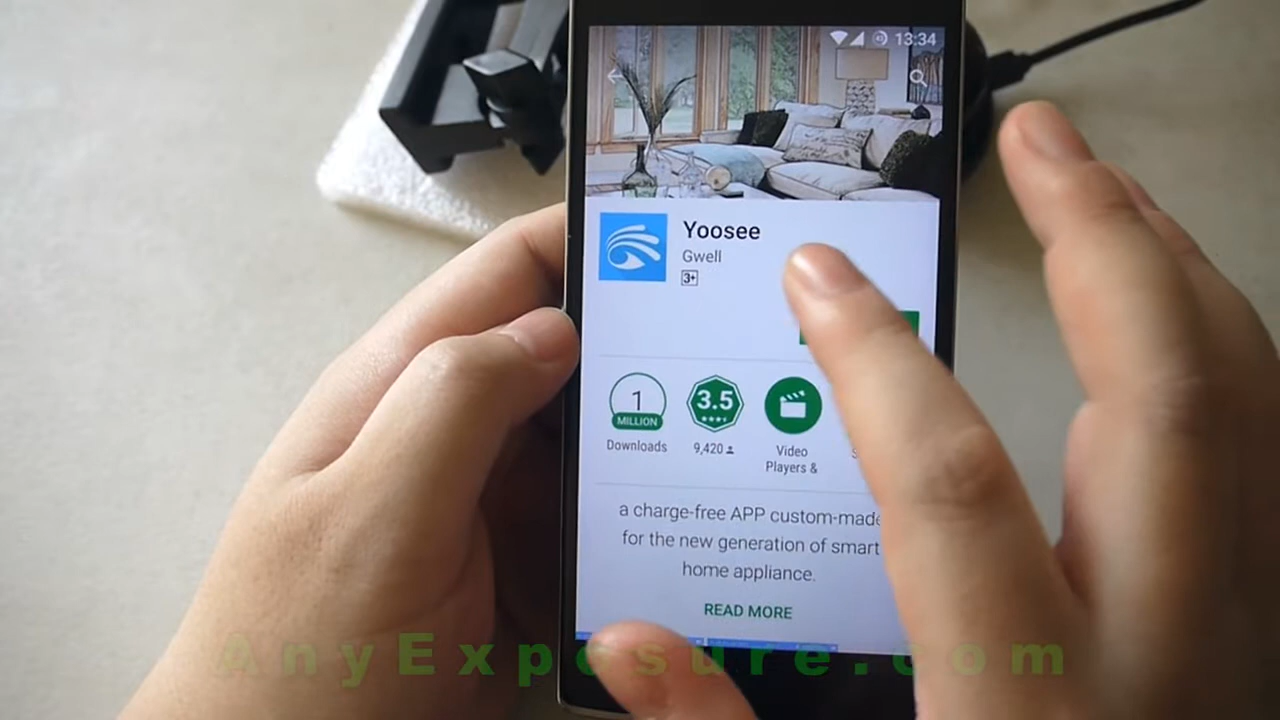 13:34
Yoosee
Gwell
3+
1
MILLION
Downloads
3.5
9,420
Video
Players &
a charge-free APP custom-made
for the new generation of smart
home appliance.
READ MORE
AnyExposure.com